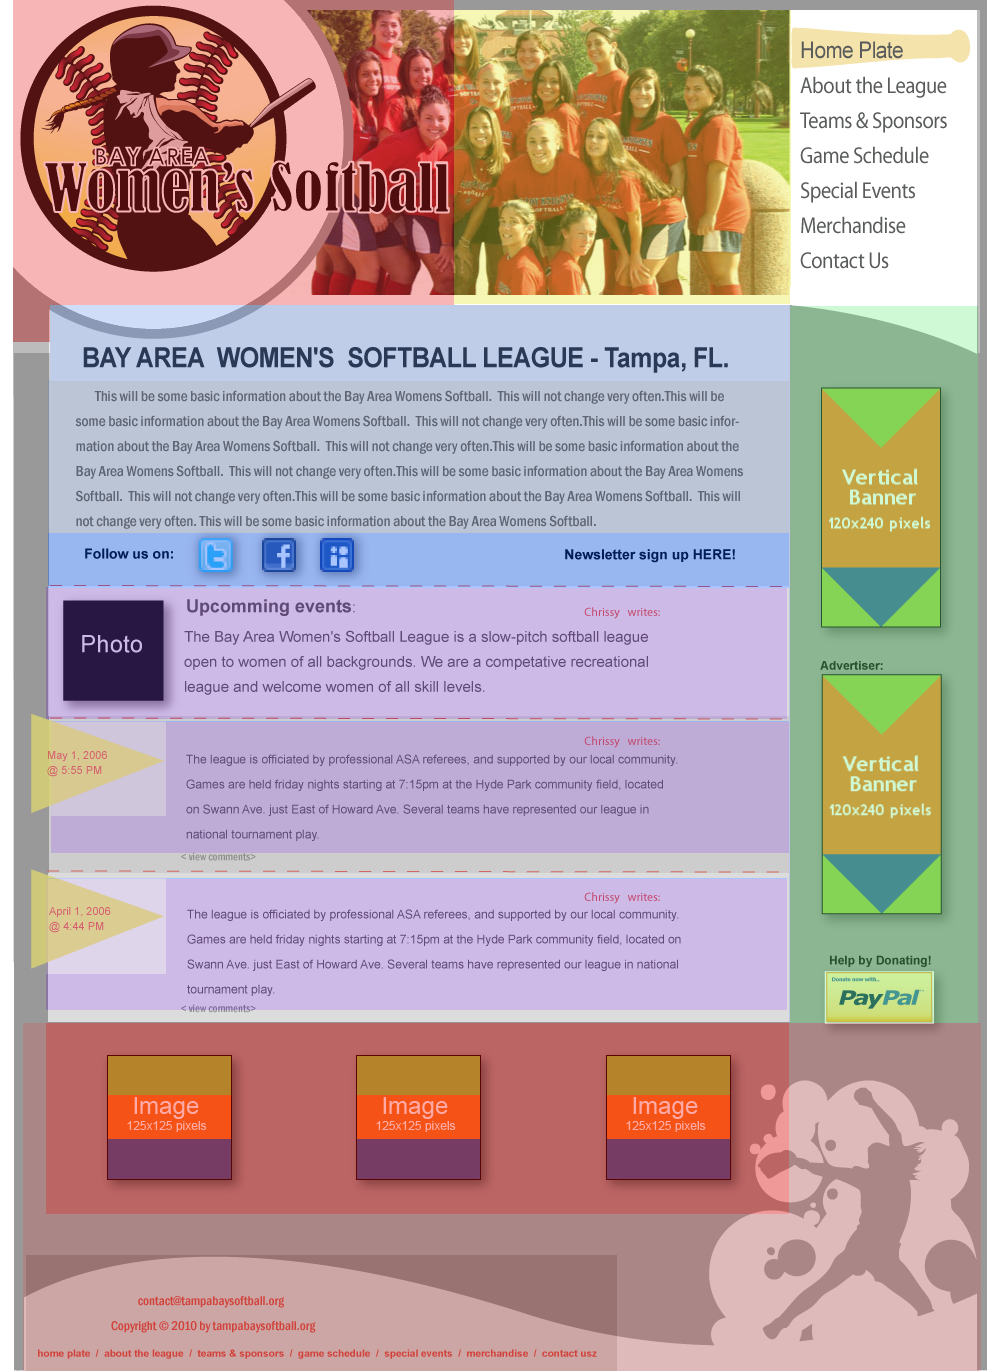 BAY AREA
Women's Softball
Home Plate
About the League
Teams & Sponsors
Game Schedule
Special Events
Merchandise
Contact Us
BAY AREA WOMEN'S SOFTBALL LEAGUE - Tampa, FL.
This will be some basic information about the Bay Area Womens Softball. This will not change very often.This will be
some basic information about the Bay Area Womens Softball. This will not change very often.This will be some basic infor-
mation about the Bay Area Womens Softball. This will not change very often.This will be some basic information about the
Bay Area Womens Softball. This will not change very often.This will be some basic information about the Bay Area Womens
Softball. This will not change very often.This will be some basic information about the Bay Area Womens Softball. This will
not change very often. This will be some basic information about the Bay Area Womens Softball.
Follow us on:
Newsletter sign up HERE!
Photo
Upcomming events:
Chrissy writes:
The Bay Area Women's Softball League is a slow-pitch softball league
open to women of all backgrounds. We are a competative recreational
league and welcome women of all skill levels.
May 1, 2006
@ 5:55 PM
Chrissy writes:
The league is officiated by professional ASA referees, and supported by our local community.
Games are held friday nights starting at 7:15pm at the Hyde Park community field, located
on Swann Ave. just East of Howard Ave. Several teams have represented our league in
national tournament play.
< view comments>
April 1, 2006
@ 4:44 PM
Chrissy writes:
The league is officiated by professional ASA referees, and supported by our local community.
Games are held friday nights starting at 7:15pm at the Hyde Park community field, located on
Swann Ave. just East of Howard Ave. Several teams have represented our league in national
tournament play.
< view comments>
Vertical
Banner
120x240 pixels
Advertiser:
Vertical
Banner
120x240 pixels
Help by Donating!
Donate now with...
PayPal
Image
125x125 pixels
Image
125x125 pixels
Image
125x125 pixels
contact@tampabaysoftball.org
Copyright © 2010 by tampabaysoftball.org
home plate / about the league / teams & sponsors / game schedule / special events / merchandise / contact usz